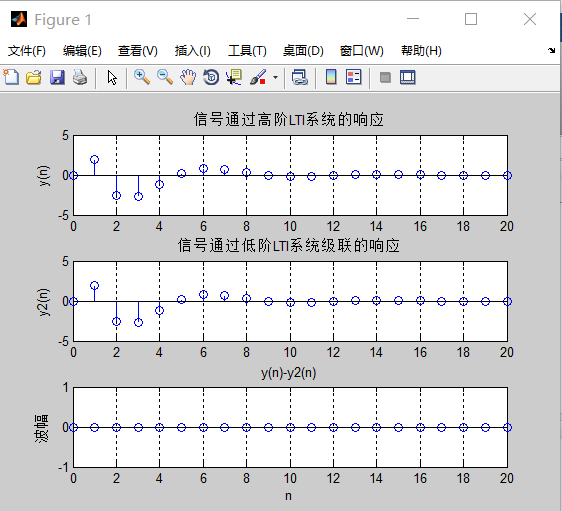 Figure 1
文件(F) 编辑(E) 查看(V) 插入(I) 工具(T) 桌面(D) 窗口(W) 帮助(H)
信号通过高阶LTI系统的响应
5
0
-5
y(n)
0 2 4 6 8 10 12 14 16 18 20
信号通过低阶LTI系统级联的响应
5
0
-5
y2(n)
0 2 4 6 8 10 12 14 16 18 20
y(n)-y2(n)
1
0
-1
波幅
0 2 4 6 8 10 12 14 16 18 20
n